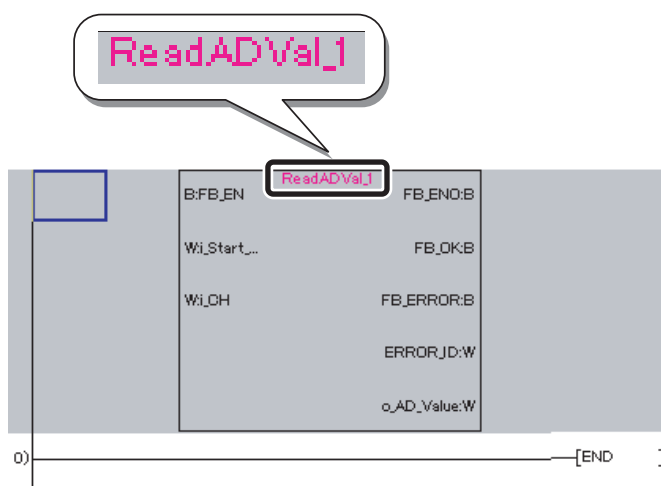 ReadADVal_1
ReadADVal_1
B:FB_EN FB_ENO:B
W:i_Start_... FB_OK:B
W:i_CH FB_ERROR:B
ERROR_ID:W
o_AD_Value:W
0) [END ]